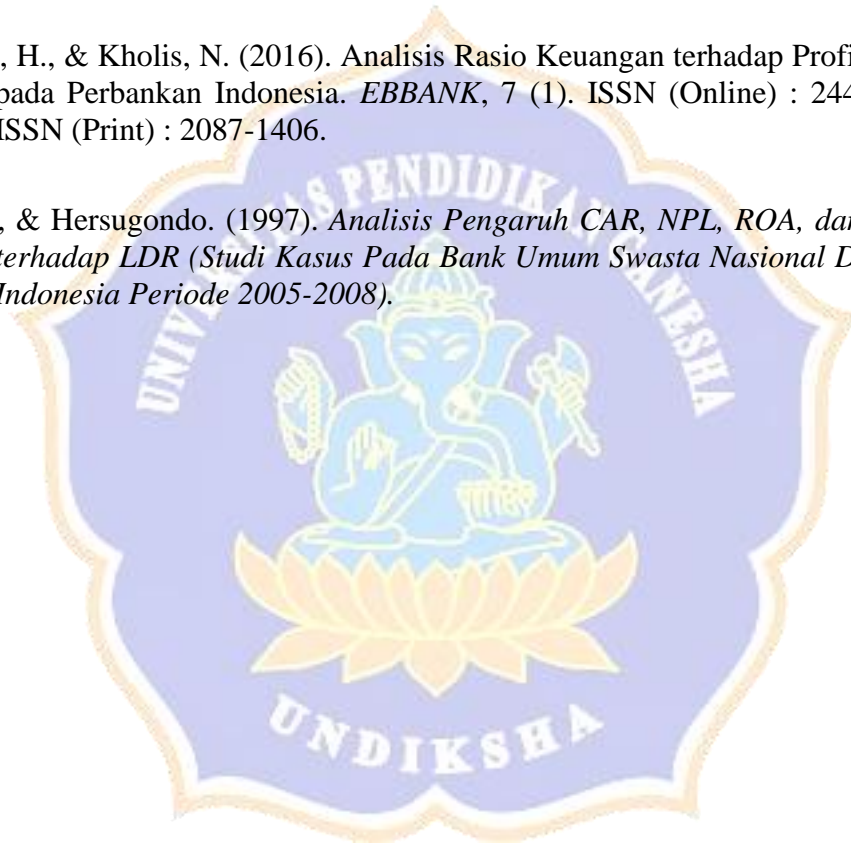 , H., & Kholis, N. (2016). Analisis Rasio Keuangan terhadap Profi
pada Perbankan Indonesia. EBBANK, 7 (1). ISSN (Online) : 244
ISSN (Print) : 2087-1406.
, & Hersugondo. (1997). Analisis Pengaruh CAR, NPL, ROA, dan
terhadap LDR (Studi Kasus Pada Bank Umum Swasta Nasional D
Indonesia Periode 2005-2008).
UNIVERSITAS PENDIDIKAN GANESHA
UNDIKSHA